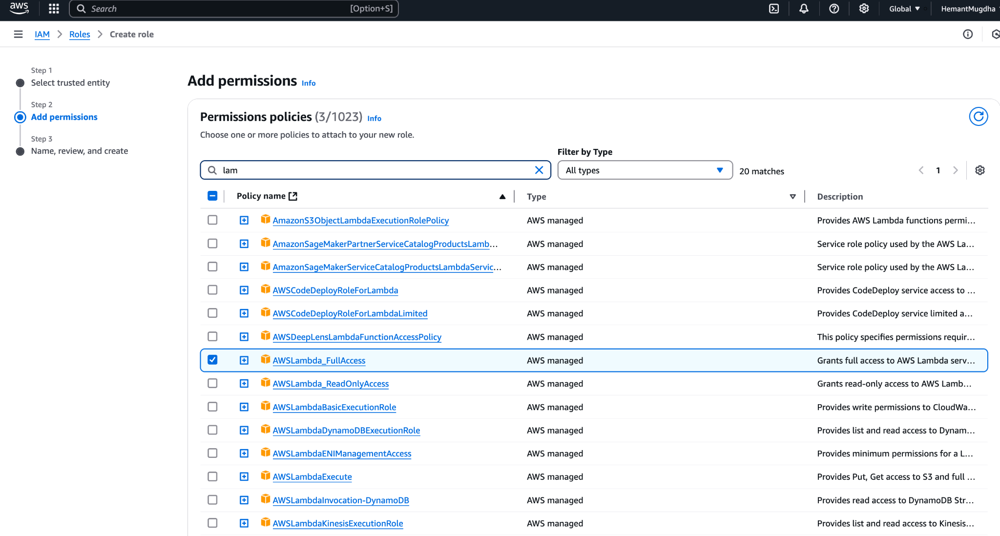 aws
Search [Option+S]
Global HemantMugdha
IAM Roles Create role
Step 1
Select trusted entity
Step 2
Add permissions
Step 3
Name, review, and create
Add permissions Info
Permissions policies (3/1023) Info
Choose one or more policies to attach to your new role.
Filter by Type
lam All types 20 matches 1
Policy name Type Description
AmazonS3ObjectLambdaExecutionRolePolicy AWS managed Provides AWS Lambda functions permi...
AmazonSageMakerPartnerServiceCatalogProductsLamb... AWS managed Service role policy used by the AWS La...
AmazonSageMakerServiceCatalogProductsLambdaServic... AWS managed Service role policy used by the AWS La...
AWSCodeDeployRoleForLambda AWS managed Provides CodeDeploy service access to ...
AWSCodeDeployRoleForLambdaLimited AWS managed Provides CodeDeploy service limited a...
AWSDeepLensLambdaFunctionAccessPolicy AWS managed This policy specifies permissions requir...
AWSLambda_FullAccess AWS managed Grants full access to AWS Lambda serv...
AWSLambda_ReadOnlyAccess AWS managed Grants read-only access to AWS Lamb...
AWSLambdaBasicExecutionRole AWS managed Provides write permissions to CloudWa...
AWSLambdaDynamoDBExecutionRole AWS managed Provides list and read access to Dynam...
AWSLambdaENIManagementAccess AWS managed Provides minimum permissions for a L...
AWSLambdaExecute AWS managed Provides Put, Get access to S3 and full ...
AWSLambdaInvocation-DynamoDB AWS managed Provides read access to DynamoDB Str...
AWSLambdaKinesisExecutionRole AWS managed Provides list and read access to Kinesis...